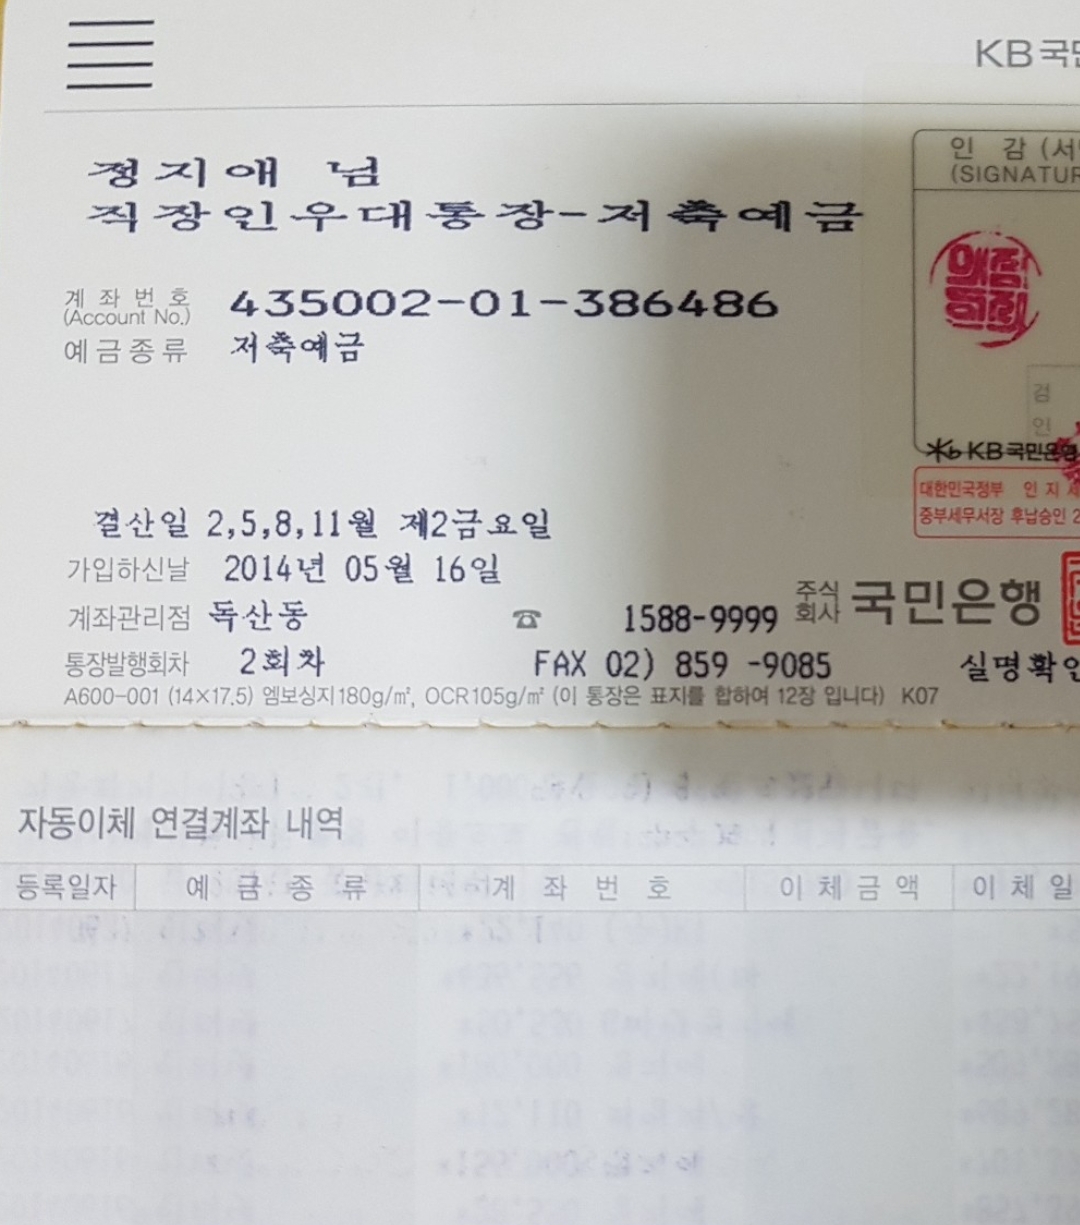 KB국민
인 감 (서명
(SIGNATUR
정지애 님
직장인우대통장-저축예금
계 좌 번 호
(Account No.)
435002-01-386486
예금종류 저축예금
검
인
KB국민은행
대한민국정부 인 지 세
중부세무서장 후납승인 2
결산일 2,5,8,11월 제2금요일
가입하신날 2014년 05월 16일
계좌관리점 독산동 ☎ 1588-9999
주식
회사
국민은행
통장발행회차 2회차 FAX 02) 859 -9085 실명확인
A600-001 (14×17.5) 엠보싱지180g/㎡, OCR105g/㎡ (이 통장은 표지를 합하여 12장 입니다) K07
자동이체 연결계좌 내역
등록일자 예 금 종 류 계 좌 번 호 이체금액 이체일